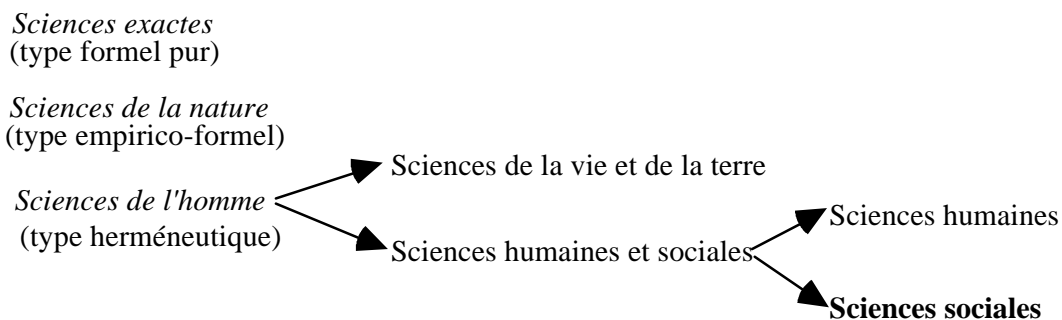 Sciences exactes
(type formel pur)
Sciences de la nature
(type empirico-formel)
Sciences de la vie et de la terre
Sciences de l'homme
(type herméneutique)
Sciences humaines et sociales
Sciences humaines
Sciences sociales